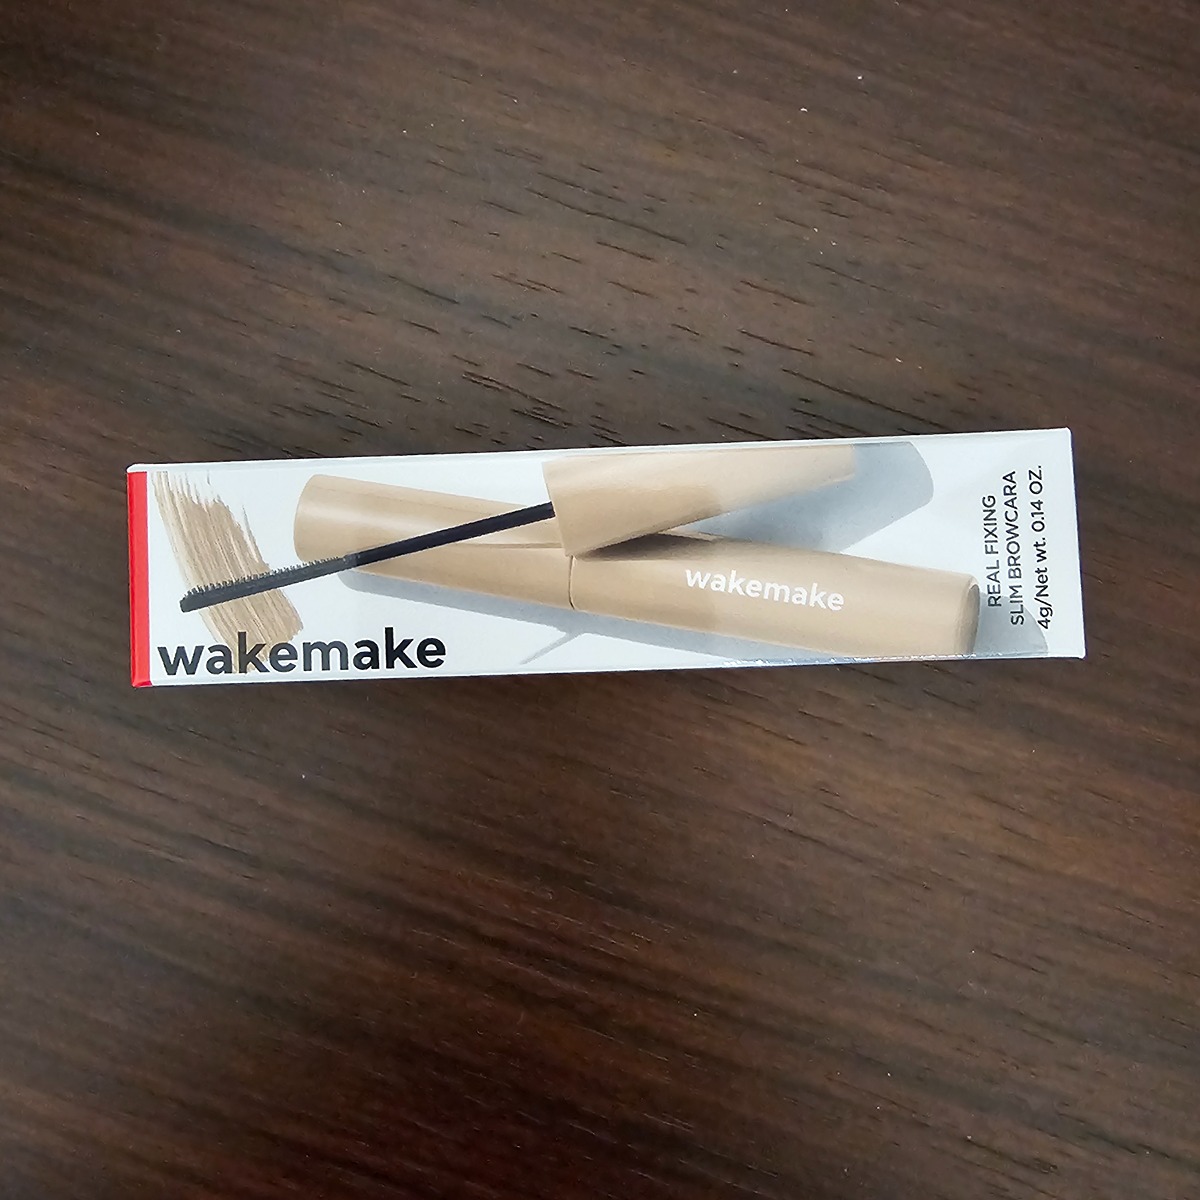 wakemake
wakemake
REAL FIXING
SLIM BROWCARA
4g/Net wt. 0.14 OZ.